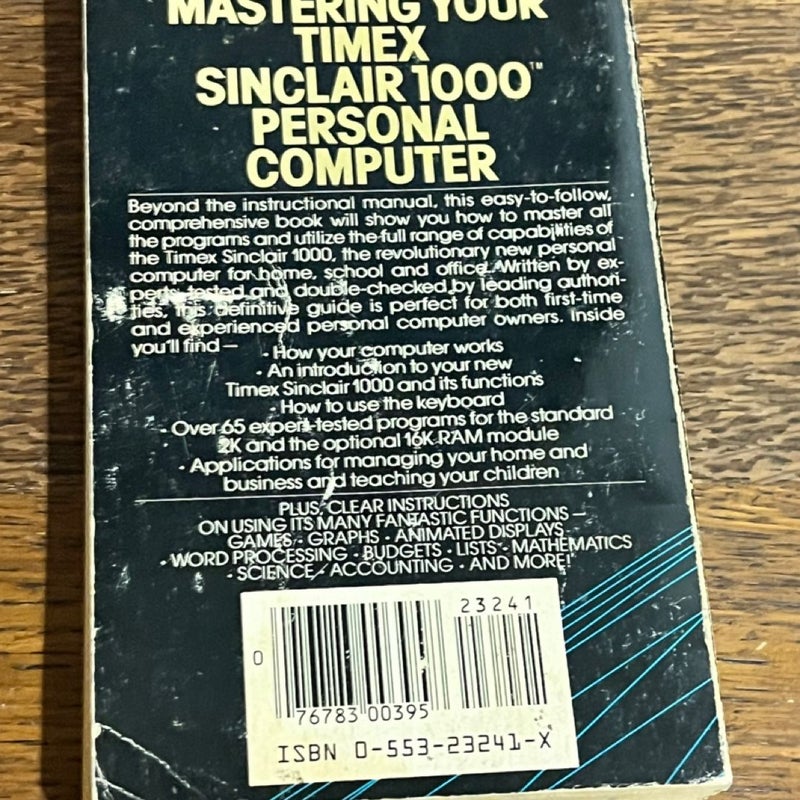 MASTERING YOUR
TIMEX
SINCLAIR 1000™
PERSONAL
COMPUTER
Beyond the instructional manual, this easy-to-follow,
comprehensive book will show you how to master all
the programs and utilize the full range of capabilities of
the Timex Sinclair 1000, the revolutionary new personal
computer for home, school and office. Written by ex-
perts, tested and double-checked by leading authori-
ties, this definitive guide is perfect for both first-time
and experienced personal computer owners. Inside
you'll find —
• How your computer works
• An introduction to your new
Timex Sinclair 1000 and its functions
• How to use the keyboard
• Over 65 expert-tested programs for the standard
2K and the optional 16K RAM module
• Applications for managing your home and
business and teaching your children
PLUS, CLEAR INSTRUCTIONS
ON USING ITS MANY FANTASTIC FUNCTIONS —
GAMES • GRAPHS • ANIMATED DISPLAYS
• WORD PROCESSING • BUDGETS • LISTS • MATHEMATICS
• SCIENCE • ACCOUNTING • AND MORE!
23241
0
76783 00395
ISBN 0-553-23241-X